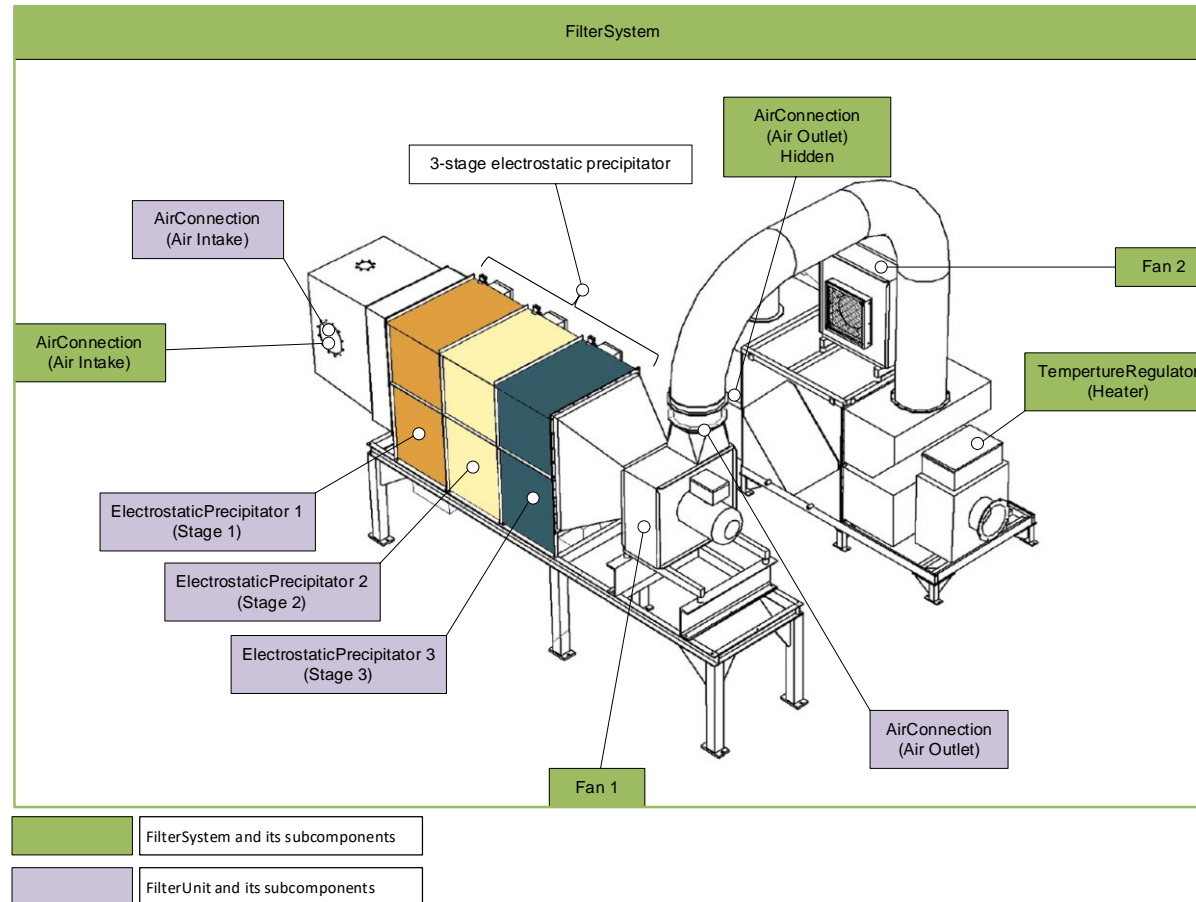 FilterSystem
AirConnection
(Air Outlet)
Hidden
3-stage electrostatic precipitator
AirConnection
(Air Intake)
Fan 2
AirConnection
(Air Intake)
TempertureRegulator
(Heater)
ElectrostaticPrecipitator 1
(Stage 1)
ElectrostaticPrecipitator 2
(Stage 2)
ElectrostaticPrecipitator 3
(Stage 3)
AirConnection
(Air Outlet)
Fan 1
FilterSystem and its subcomponents
FilterUnit and its subcomponents